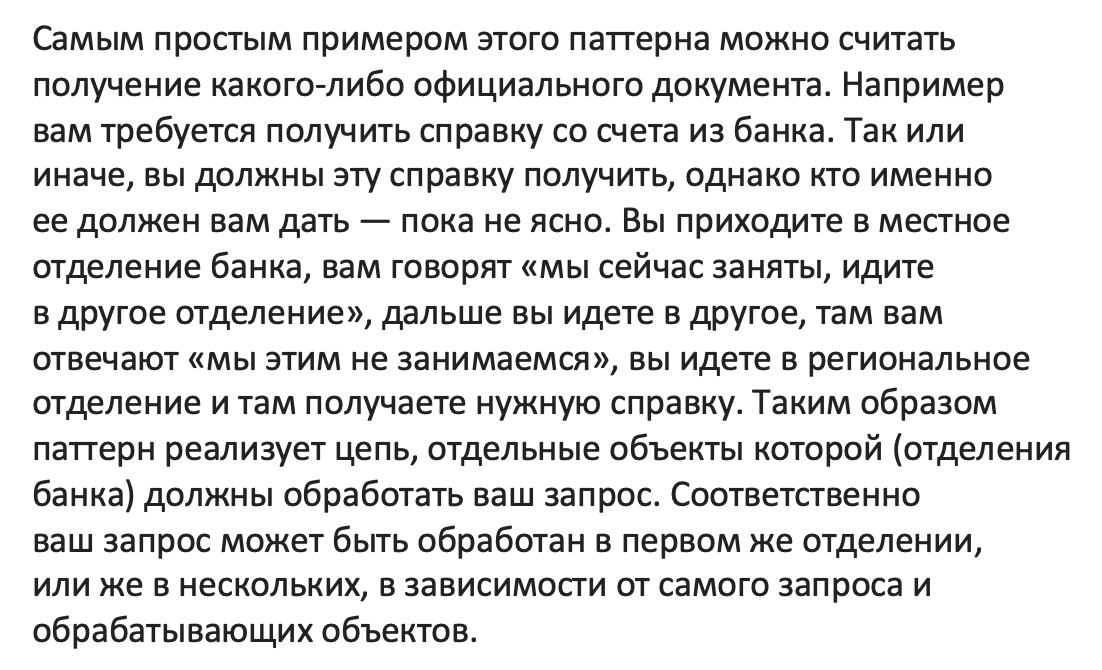 Самым простым примером этого паттерна можно считать
получение какого-либо официального документа. Например
вам требуется получить справку со счета из банка. Так или
иначе, вы должны эту справку получить, однако кто именно
ее должен вам дать — пока не ясно. Вы приходите в местное
отделение банка, вам говорят «мы сейчас заняты, идите
в другое отделение», дальше вы идете в другое, там вам
отвечают «мы этим не занимаемся», вы идете в региональное
отделение и там получаете нужную справку. Таким образом
паттерн реализует цепь, отдельные объекты которой (отделения
банка) должны обработать ваш запрос. Соответственно
ваш запрос может быть обработан в первом же отделении,
или же в нескольких, в зависимости от самого запроса и
обрабатывающих объектов.